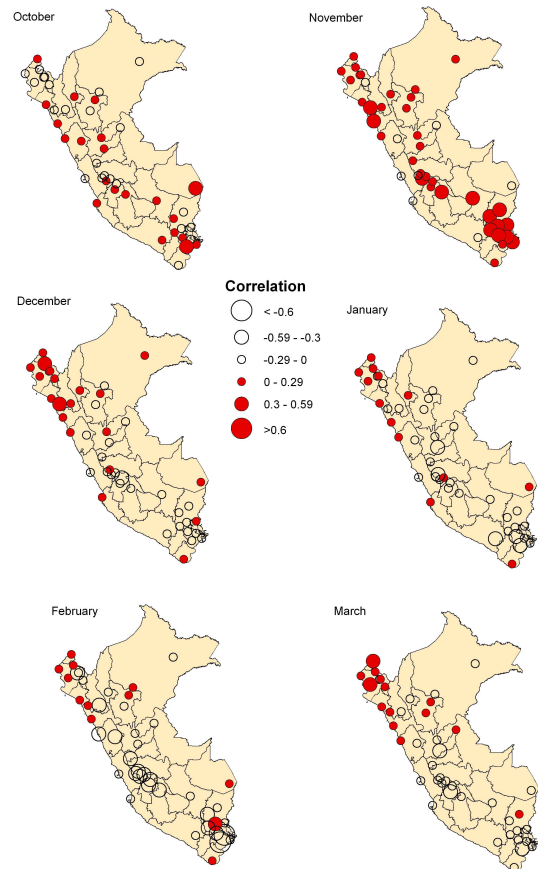 October
November
Correlation
< -0.6
-0.59 - -0.3
-0.29 - 0
0 - 0.29
0.3 - 0.59
>0.6
December
January
February
March